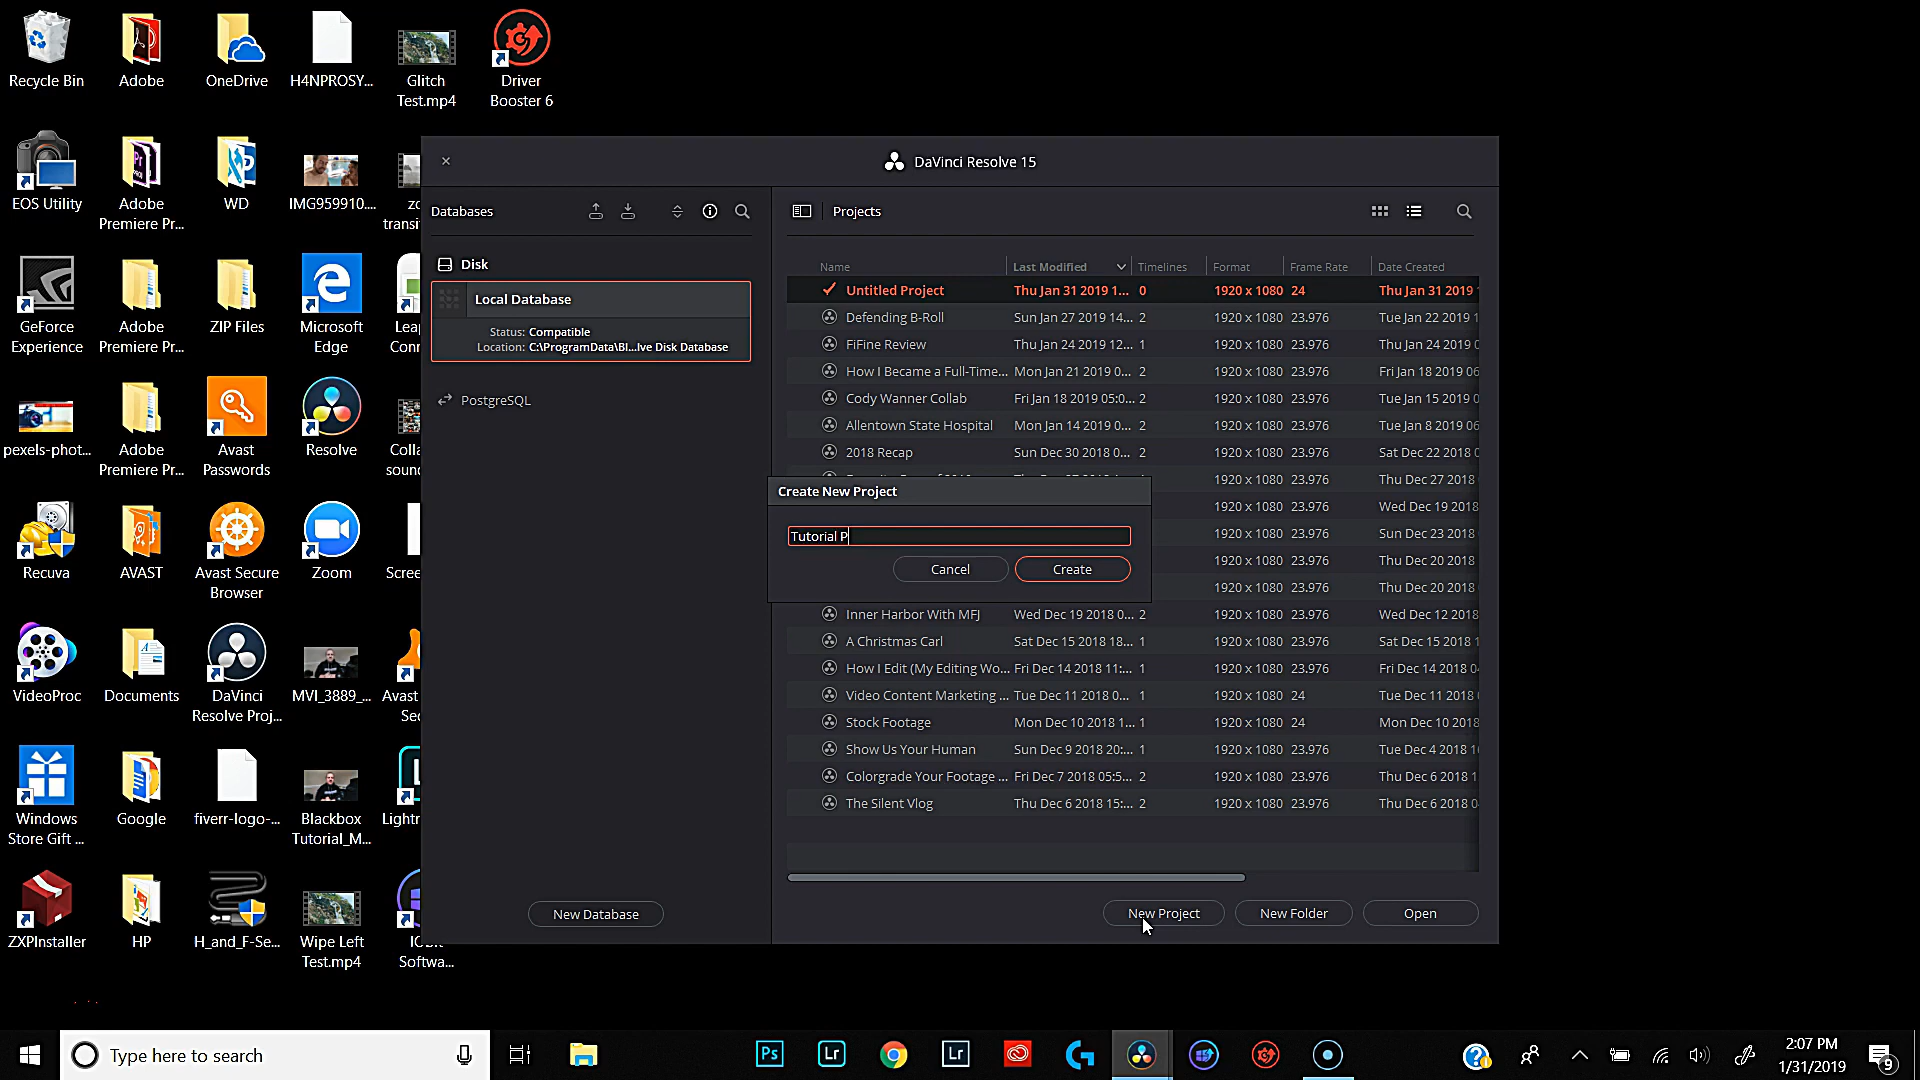 Recycle Bin
Adobe
OneDrive
H4NPROSY...
Glitch
Test.mp4
Driver
Booster 6
EOS Utility
Adobe
Premiere Pr...
WD
IMG959910....
GeForce
Experience
Adobe
Premiere Pr...
ZIP Files
Microsoft
Edge
pexels-phot...
Adobe
Premiere Pr...
Avast
Passwords
Resolve
Recuva
AVAST
Avast Secure
Browser
Zoom
VideoProc
Documents
DaVinci
Resolve Proj...
MVI_3889_...
Avast
Windows
Store Gift ...
Google
fiverr-logo-...
Blackbox
Tutorial_M...
ZXPInstaller
HP
H_and_F-Se...
Wipe Left
Test.mp4
Softwa...
DaVinci Resolve 15
Databases
Disk
Local Database
Status: Compatible
Location: C:\ProgramData\Bl...lve Disk Database
PostgreSQL
New Database
Projects
Name Last Modified Timelines Format Frame Rate Date Created
Untitled Project Thu Jan 31 2019 1... 0 1920 x 1080 24 Thu Jan 31 2019
Defending B-Roll Sun Jan 27 2019 14... 2 1920 x 1080 23.976 Tue Jan 22 2019 1
FiFine Review Thu Jan 24 2019 12... 1 1920 x 1080 23.976 Thu Jan 24 2019 0
How I Became a Full-Time... Mon Jan 21 2019 0... 2 1920 x 1080 23.976 Fri Jan 18 2019 06
Cody Wanner Collab Fri Jan 18 2019 05:0... 2 1920 x 1080 23.976 Tue Jan 15 2019 0
Allentown State Hospital Mon Jan 14 2019 0... 2 1920 x 1080 23.976 Tue Jan 8 2019 06
2018 Recap Sun Dec 30 2018 0... 2 1920 x 1080 23.976 Sat Dec 22 2018 0
1920 x 1080 23.976 Thu Dec 27 2018
Create New Project
1920 x 1080 23.976 Wed Dec 19 2018
Tutorial P
1920 x 1080 23.976 Sun Dec 23 2018
Cancel
Create
1920 x 1080 23.976 Thu Dec 20 2018
1920 x 1080 23.976 Thu Dec 20 2018
Inner Harbor With MFJ Wed Dec 19 2018 0... 2 1920 x 1080 23.976 Wed Dec 12 2018
A Christmas Carl Sat Dec 15 2018 18... 1 1920 x 1080 23.976 Sat Dec 15 2018 1
How I Edit (My Editing Wo... Fri Dec 14 2018 11:... 1 1920 x 1080 23.976 Fri Dec 14 2018 0
Video Content Marketing ... Tue Dec 11 2018 0... 1 1920 x 1080 24 Tue Dec 11 2018
Stock Footage Mon Dec 10 2018 1... 1 1920 x 1080 24 Mon Dec 10 2018
Show Us Your Human Sun Dec 9 2018 20:... 1 1920 x 1080 23.976 Tue Dec 4 2018 1
Colorgrade Your Footage ... Fri Dec 7 2018 05:5... 2 1920 x 1080 23.976 Thu Dec 6 2018 1
The Silent Vlog Thu Dec 6 2018 15:... 2 1920 x 1080 23.976 Thu Dec 6 2018 0
New Project
New Folder
Open
Type here to search
Ps
Lr
Lr
2:07 PM
1/31/2019
9